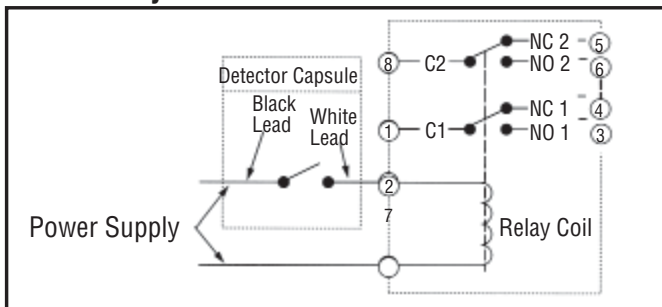 NC 2
5
8
C2
NO 2
6
Detector Capsule
Black
Lead
White
Lead
NC 1
4
1
C1
NO 1
3
2
7
Power Supply
Relay Coil